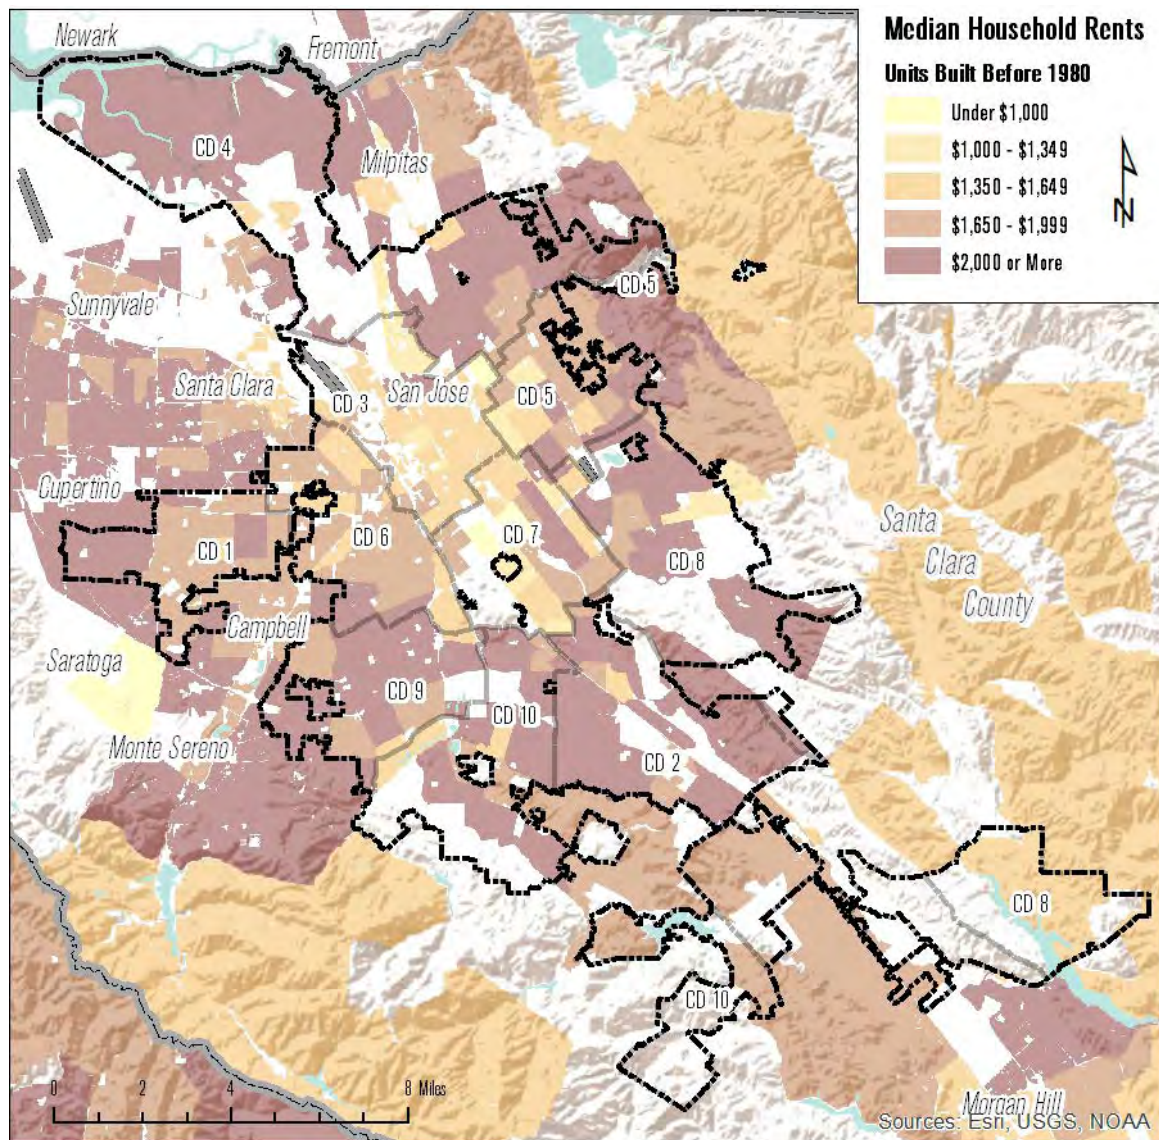 Median Household Rents
Units Built Before 1980
Under $1,000
$1,000 - $1,349
$1,350 - $1,649
$1,650 - $1,999
$2,000 or More
N
Newark
Fremont
CD 4
Milpitas
CD 5
Sunnyvale
Santa Clara
CD 3
San Jose
CD 5
Cupertino
CD 1
CD 6
CD 7
CD 8
Santa
Clara
County
Campbell
Saratoga
CD 9
CD 10
Monte Sereno
CD 2
CD 8
CD 10
Morgan Hill
0 2 4 8 Miles
Sources: Esri, USGS, NOAA